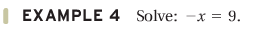 EXAMPLE 4 Solve: −x = 9.